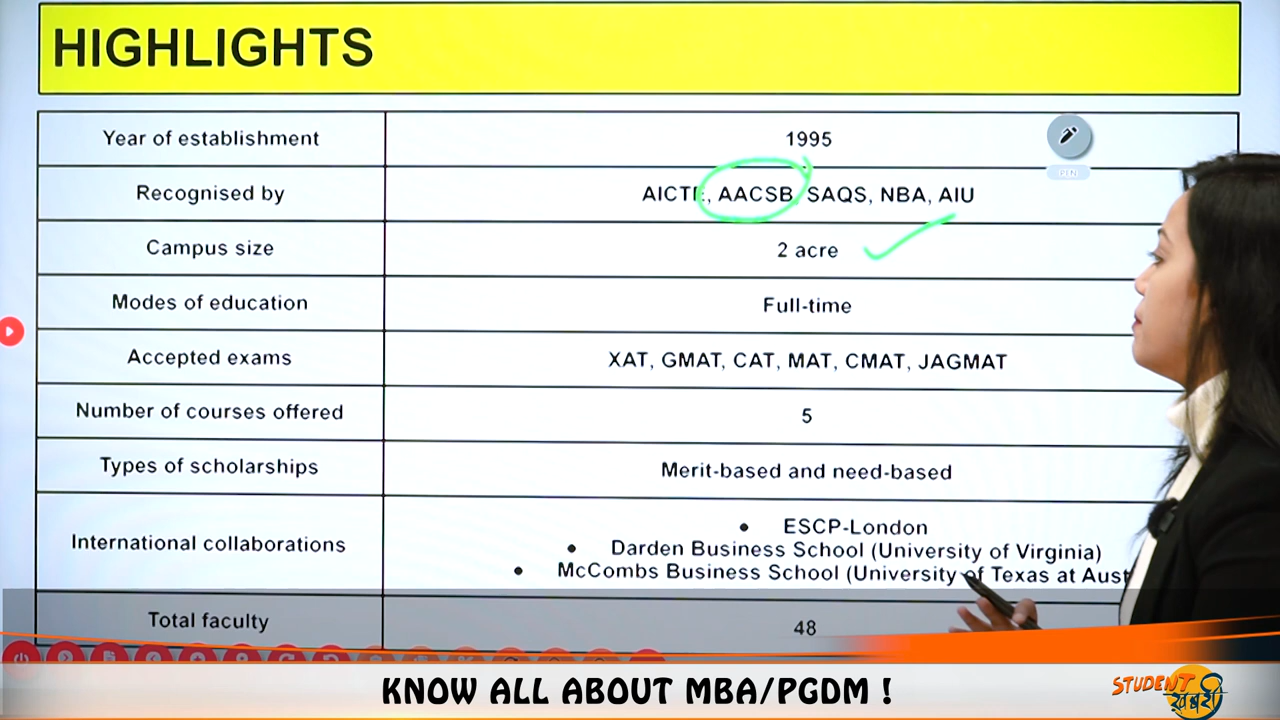 HIGHLIGHTS
Year of establishment 1995
PEN
Recognised by AICTE, AACSB, SAQS, NBA, AIU
Campus size 2 acre
Modes of education Full-time
Accepted exams XAT, GMAT, CAT, MAT, CMAT, JAGMAT
Number of courses offered 5
Types of scholarships Merit-based and need-based
International collaborations
• ESCP-London
• Darden Business School (University of Virginia)
• McCombs Business School (University of Texas at Aust
Total faculty 48
KNOW ALL ABOUT MBA/PGDM !
STUDENT
खबरी